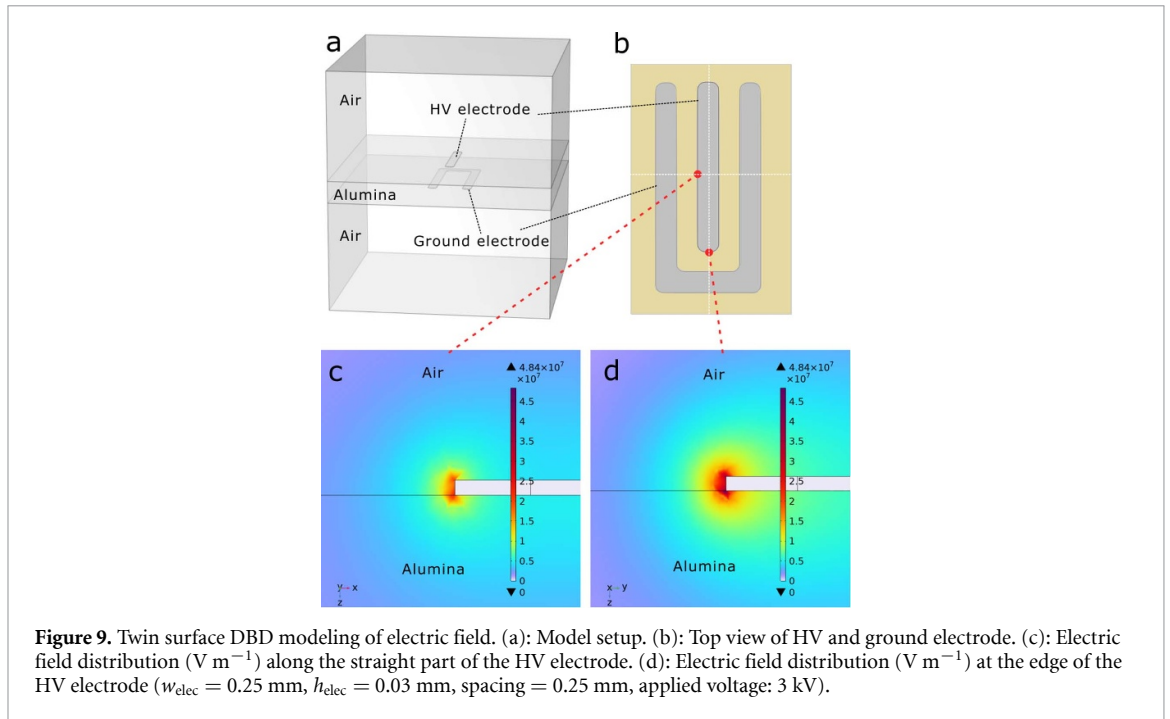 a
b
Air
HV electrode
Alumina
Air
Ground electrode
c
Air
▲ 4.84×10⁷
×10⁷
4.5
4
3.5
3
2.5
2
1.5
1
0.5
0
▼ 0
Alumina
y x
z
d
Air
▲ 4.84×10⁷
×10⁷
4.5
4
3.5
3
2.5
2
1.5
1
0.5
0
▼ 0
Alumina
x y
z
Figure 9. Twin surface DBD modeling of electric field. (a): Model setup. (b): Top view of HV and ground electrode. (c): Electric
field distribution (V m⁻¹) along the straight part of the HV electrode. (d): Electric field distribution (V m⁻¹) at the edge of the
HV electrode (w_elec = 0.25 mm, h_elec = 0.03 mm, spacing = 0.25 mm, applied voltage: 3 kV).